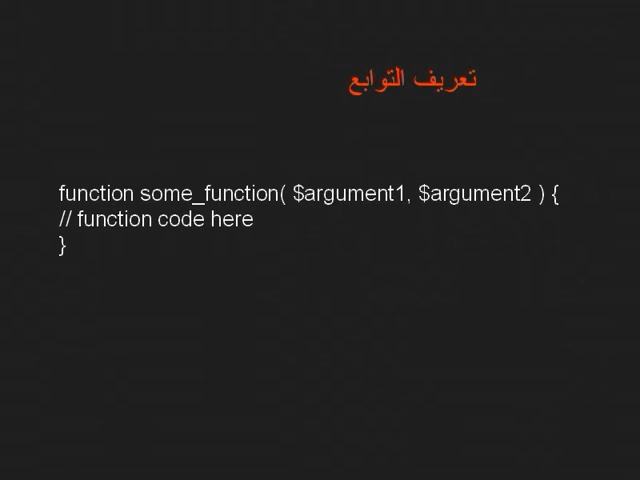 تعريف التوابع
function some_function( $argument1, $argument2 ) {
// function code here
}